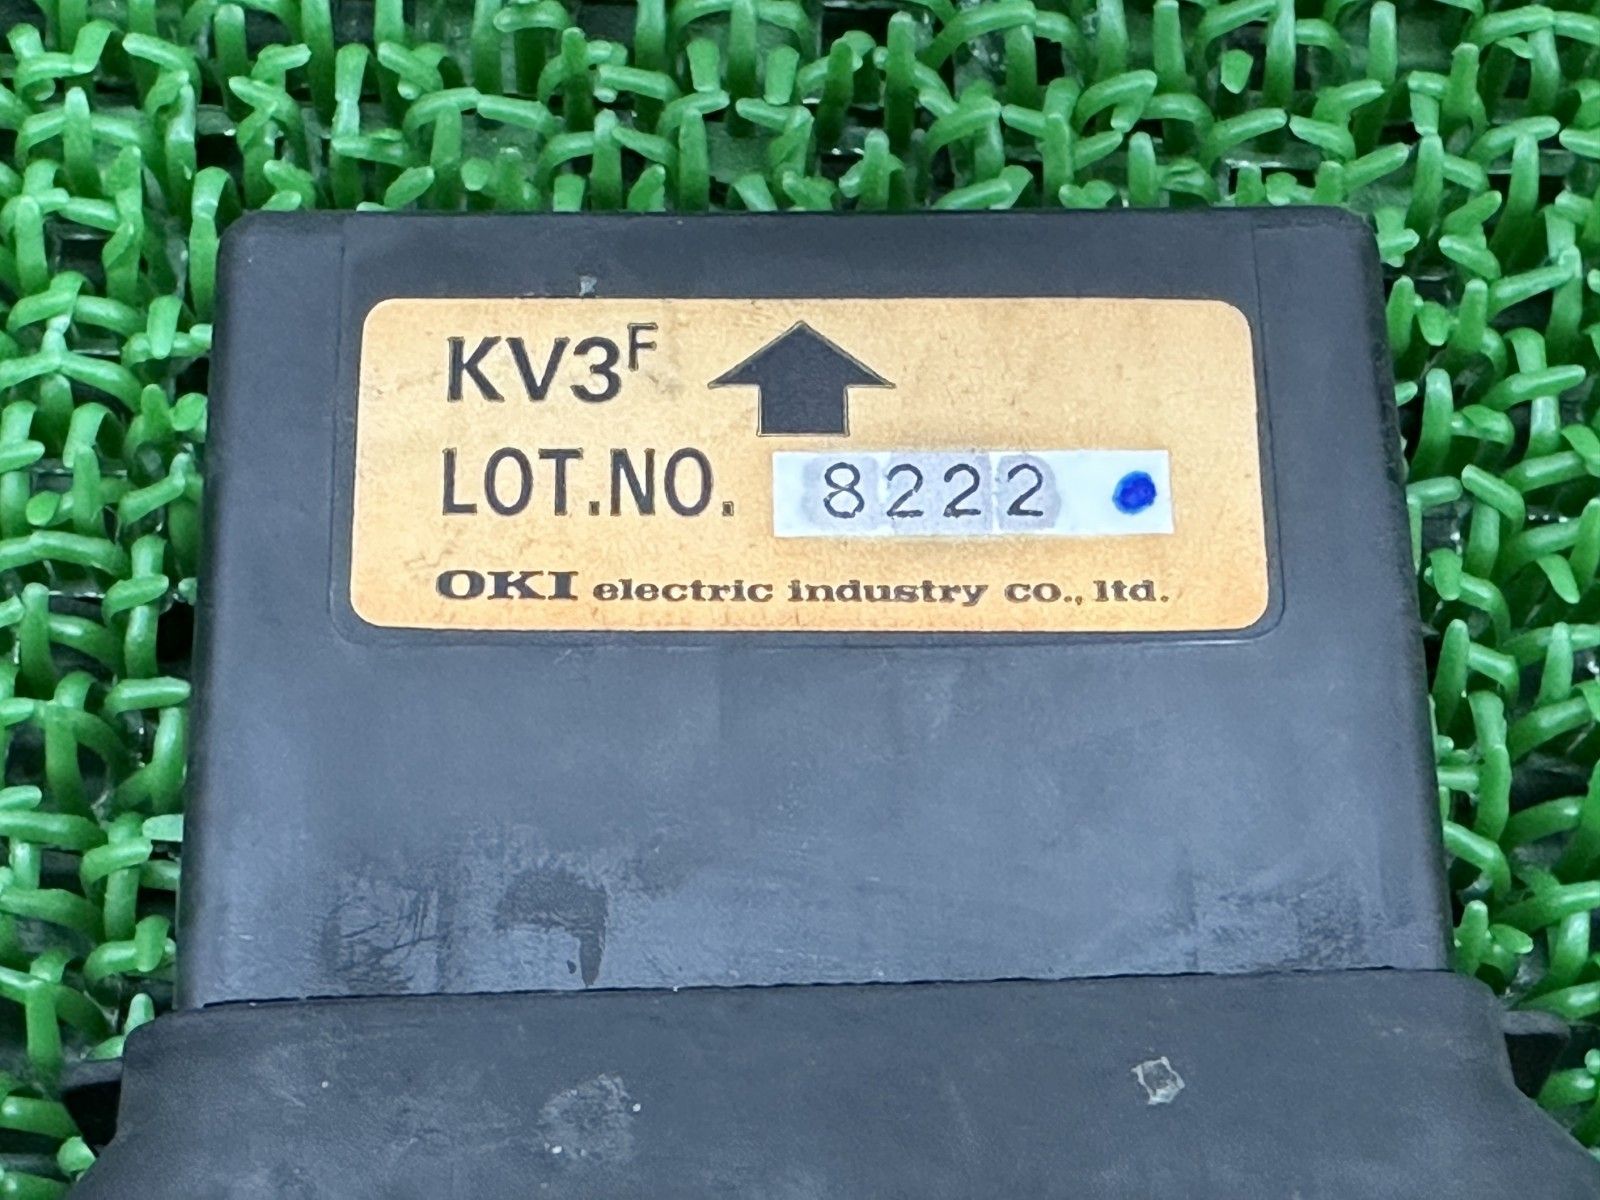 KV3F
LOT.NO. 8222
OKI electric industry co., ltd.